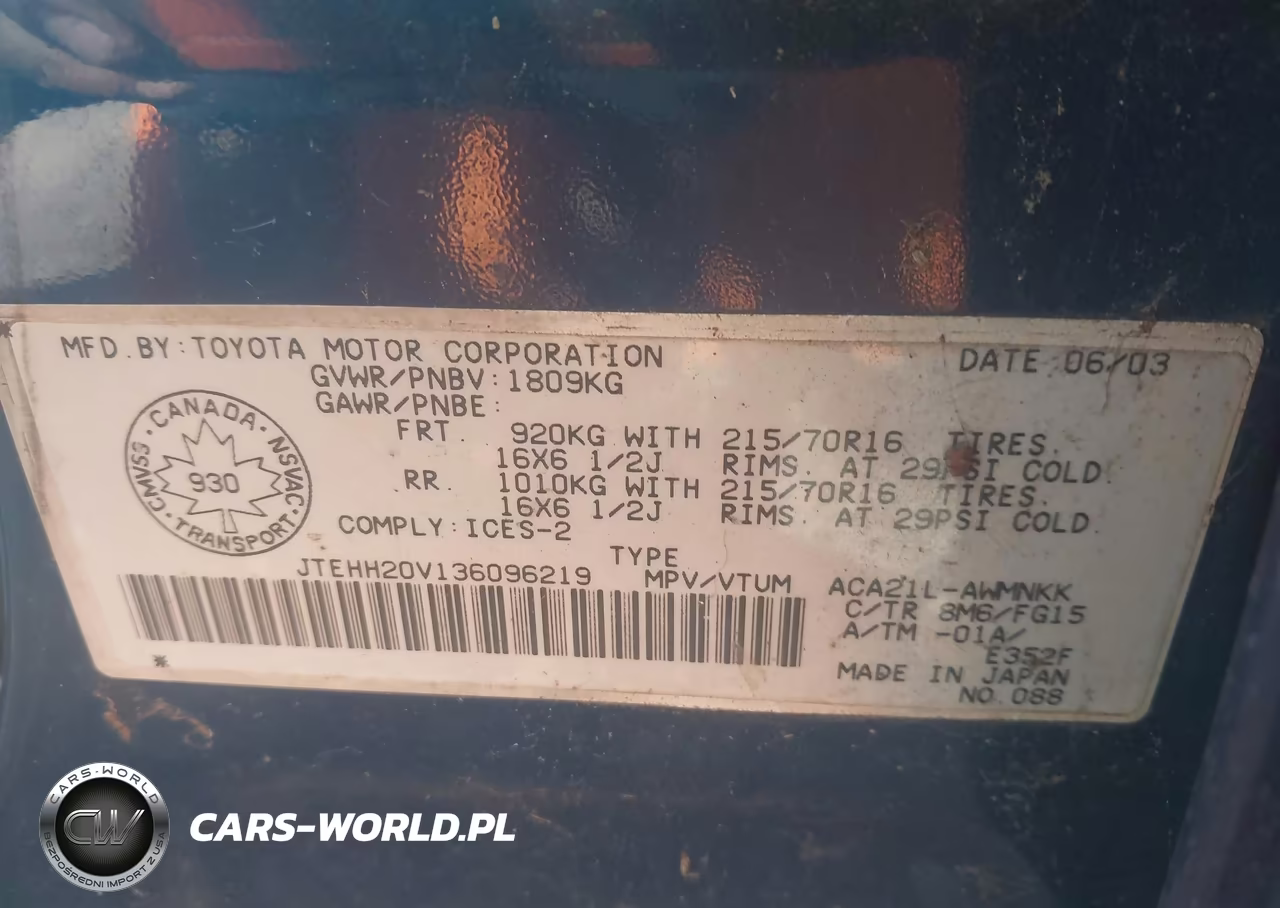 MFD. BY: TOYOTA MOTOR CORPORATION DATE 06/03
GVWR/PNBV: 1809KG
GAWR/PNBE:
FRT. 920KG WITH 215/70R16 TIRES.
16X6 1/2J RIMS. AT 29PSI COLD.
RR. 1010KG WITH 215/70R16 TIRES.
16X6 1/2J RIMS. AT 29PSI COLD.
COMPLY: ICES-2
CANADA · NSVAC · TRANSPORT · CMVSS
930
TYPE
JTEHH20V136096219 MPV/VTUM
ACA21L-AWMNKK
C/TR 8M6/FG15
A/TM -01A/
E352F
MADE IN JAPAN
NO.088
CARS-WORLD
CW
BEZPOŚREDNI IMPORT Z USA
CARS-WORLD.PL